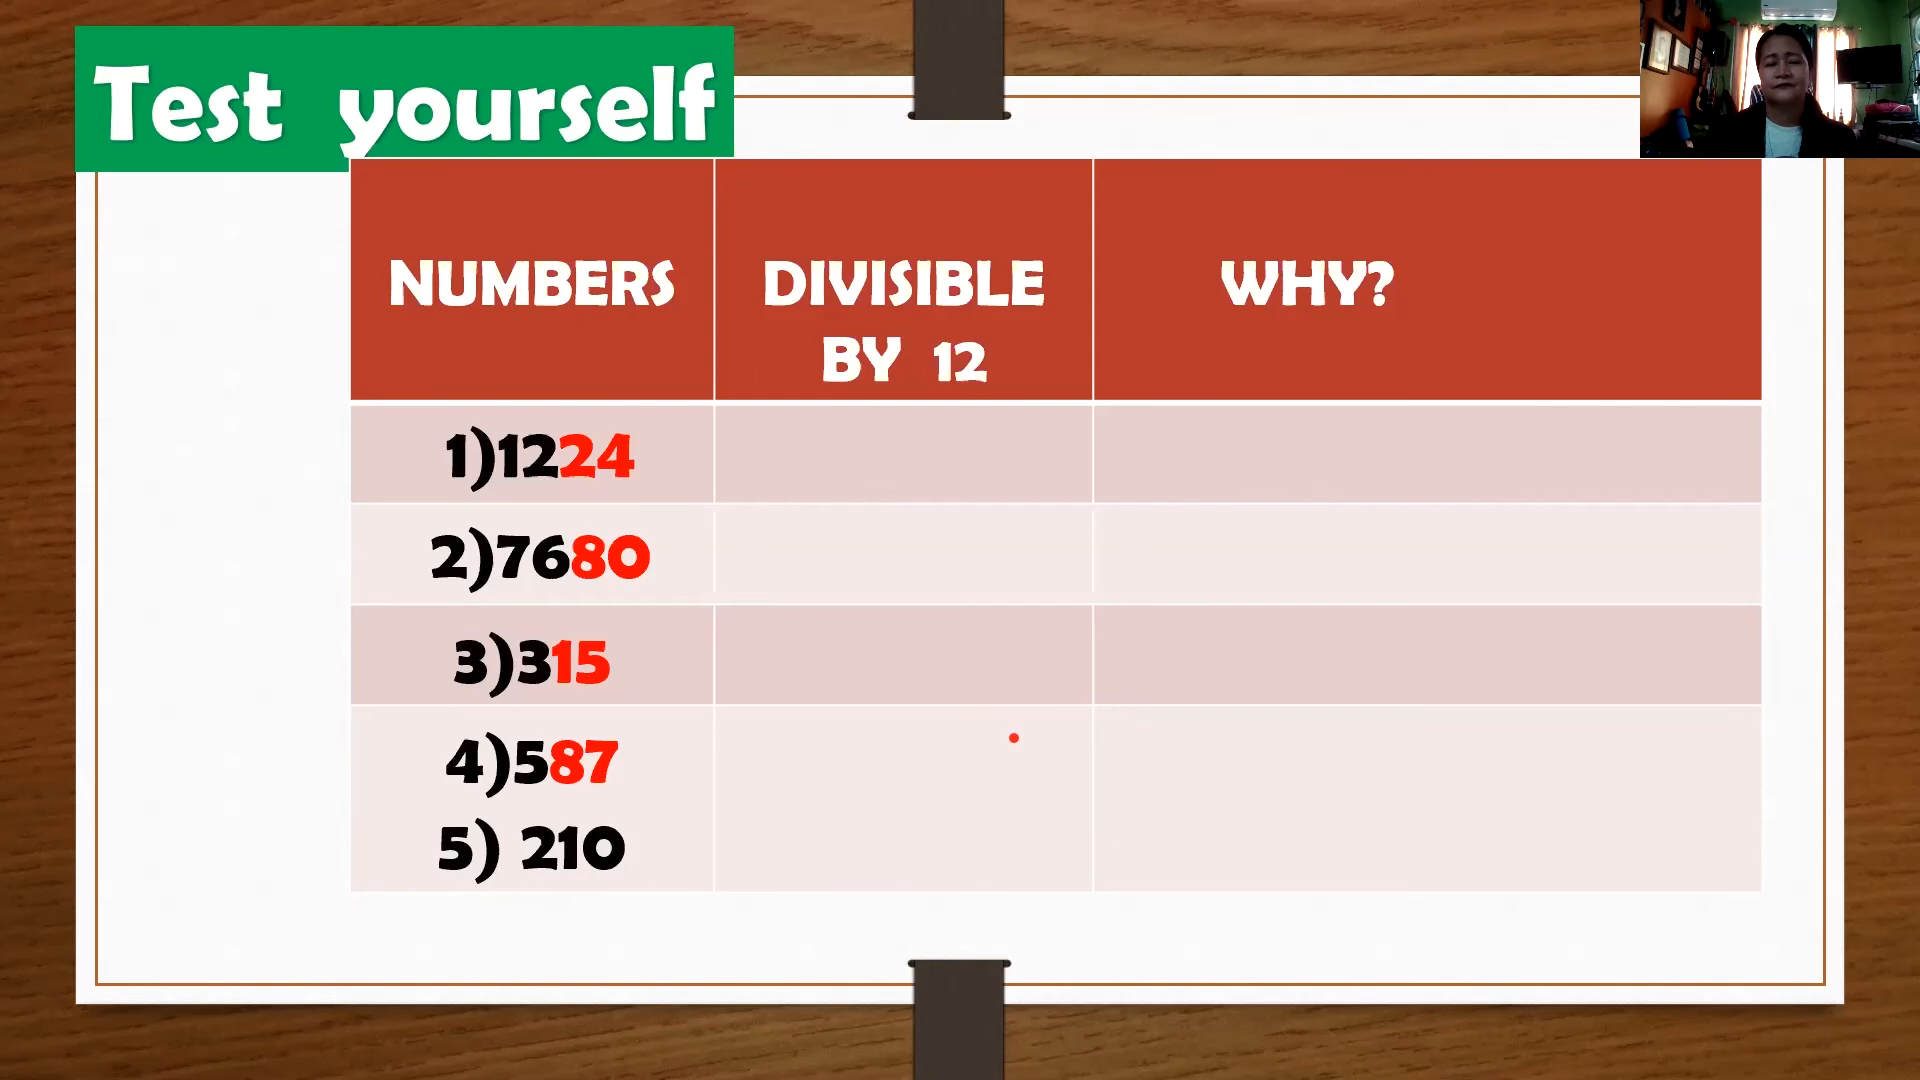 Test yourself
NUMBERS
DIVISIBLE
BY 12
WHY?
1)1224
2)7680
3)315
4)587
5) 210